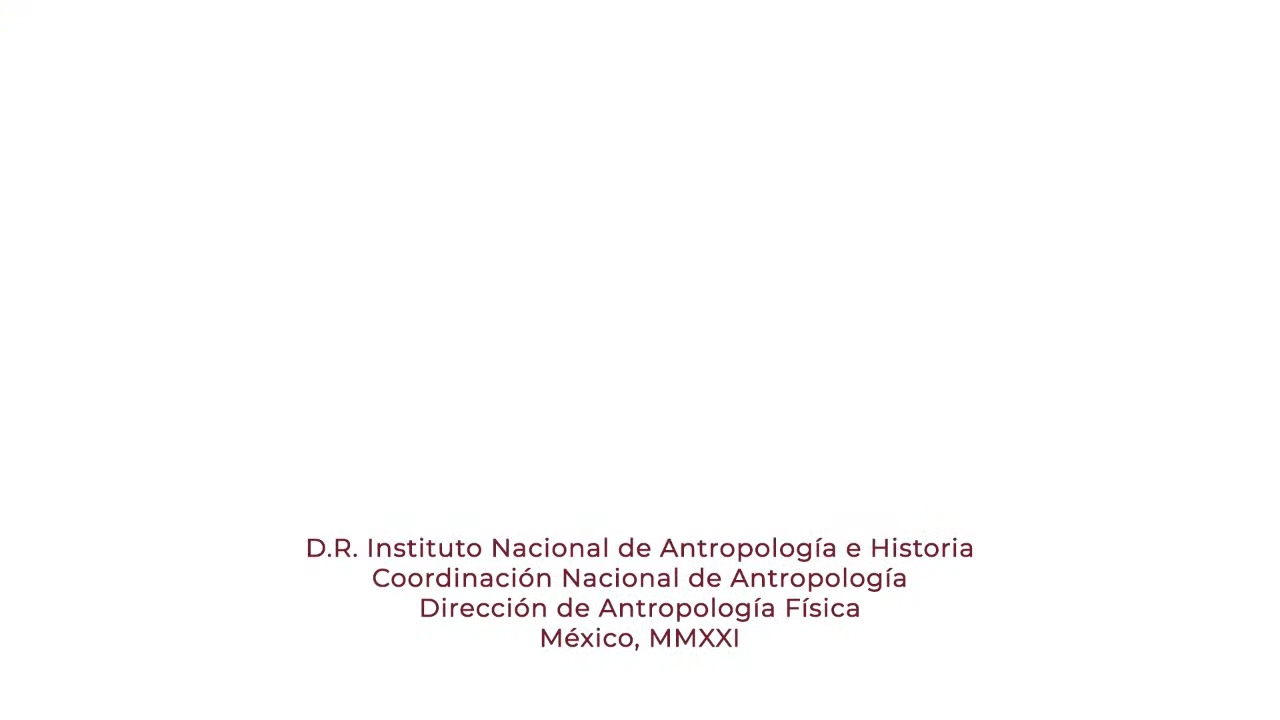 D.R. Instituto Nacional de Antropología e Historia
Coordinación Nacional de Antropología
Dirección de Antropología Física
México, MMXXI